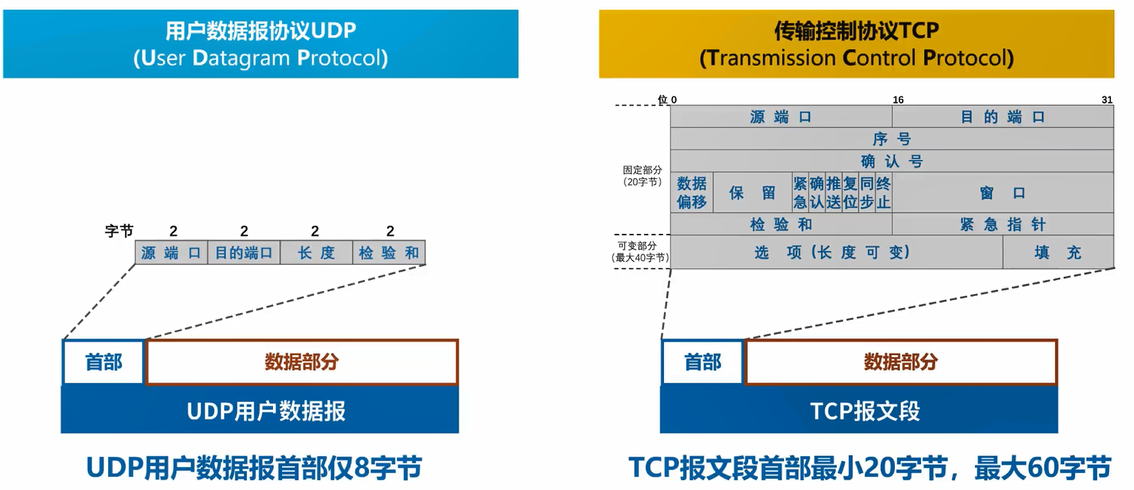 用户数据报协议UDP
(User Datagram Protocol)
字节 2 2 2 2
源端口 目的端口 长度 检验和
首部 数据部分
UDP用户数据报
UDP用户数据报首部仅8字节
传输控制协议TCP
(Transmission Control Protocol)
位 0 16 31
固定部分
(20字节)
源端口 目的端口
序号
确认号
数据偏移 保留 紧急 确认 推送 复位 同步 终止 窗口
检验和 紧急指针
可变部分
(最大40字节)
选项(长度可变) 填充
首部 数据部分
TCP报文段
TCP报文段首部最小20字节，最大60字节